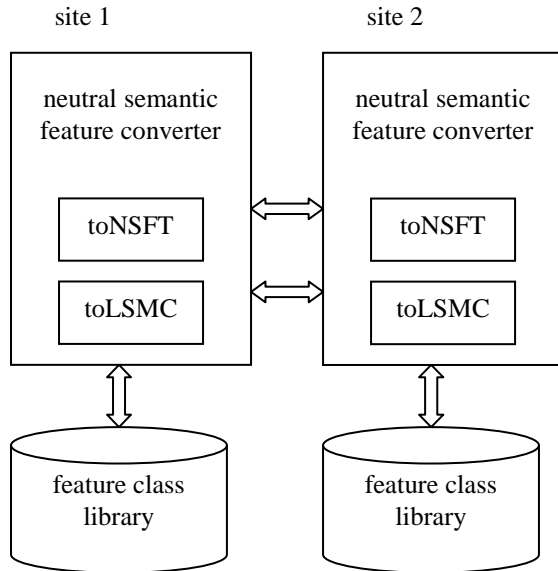 site 1
site 2
neutral semantic
feature converter
toNSFT
toLSMC
neutral semantic
feature converter
toNSFT
toLSMC
feature class
library
feature class
library